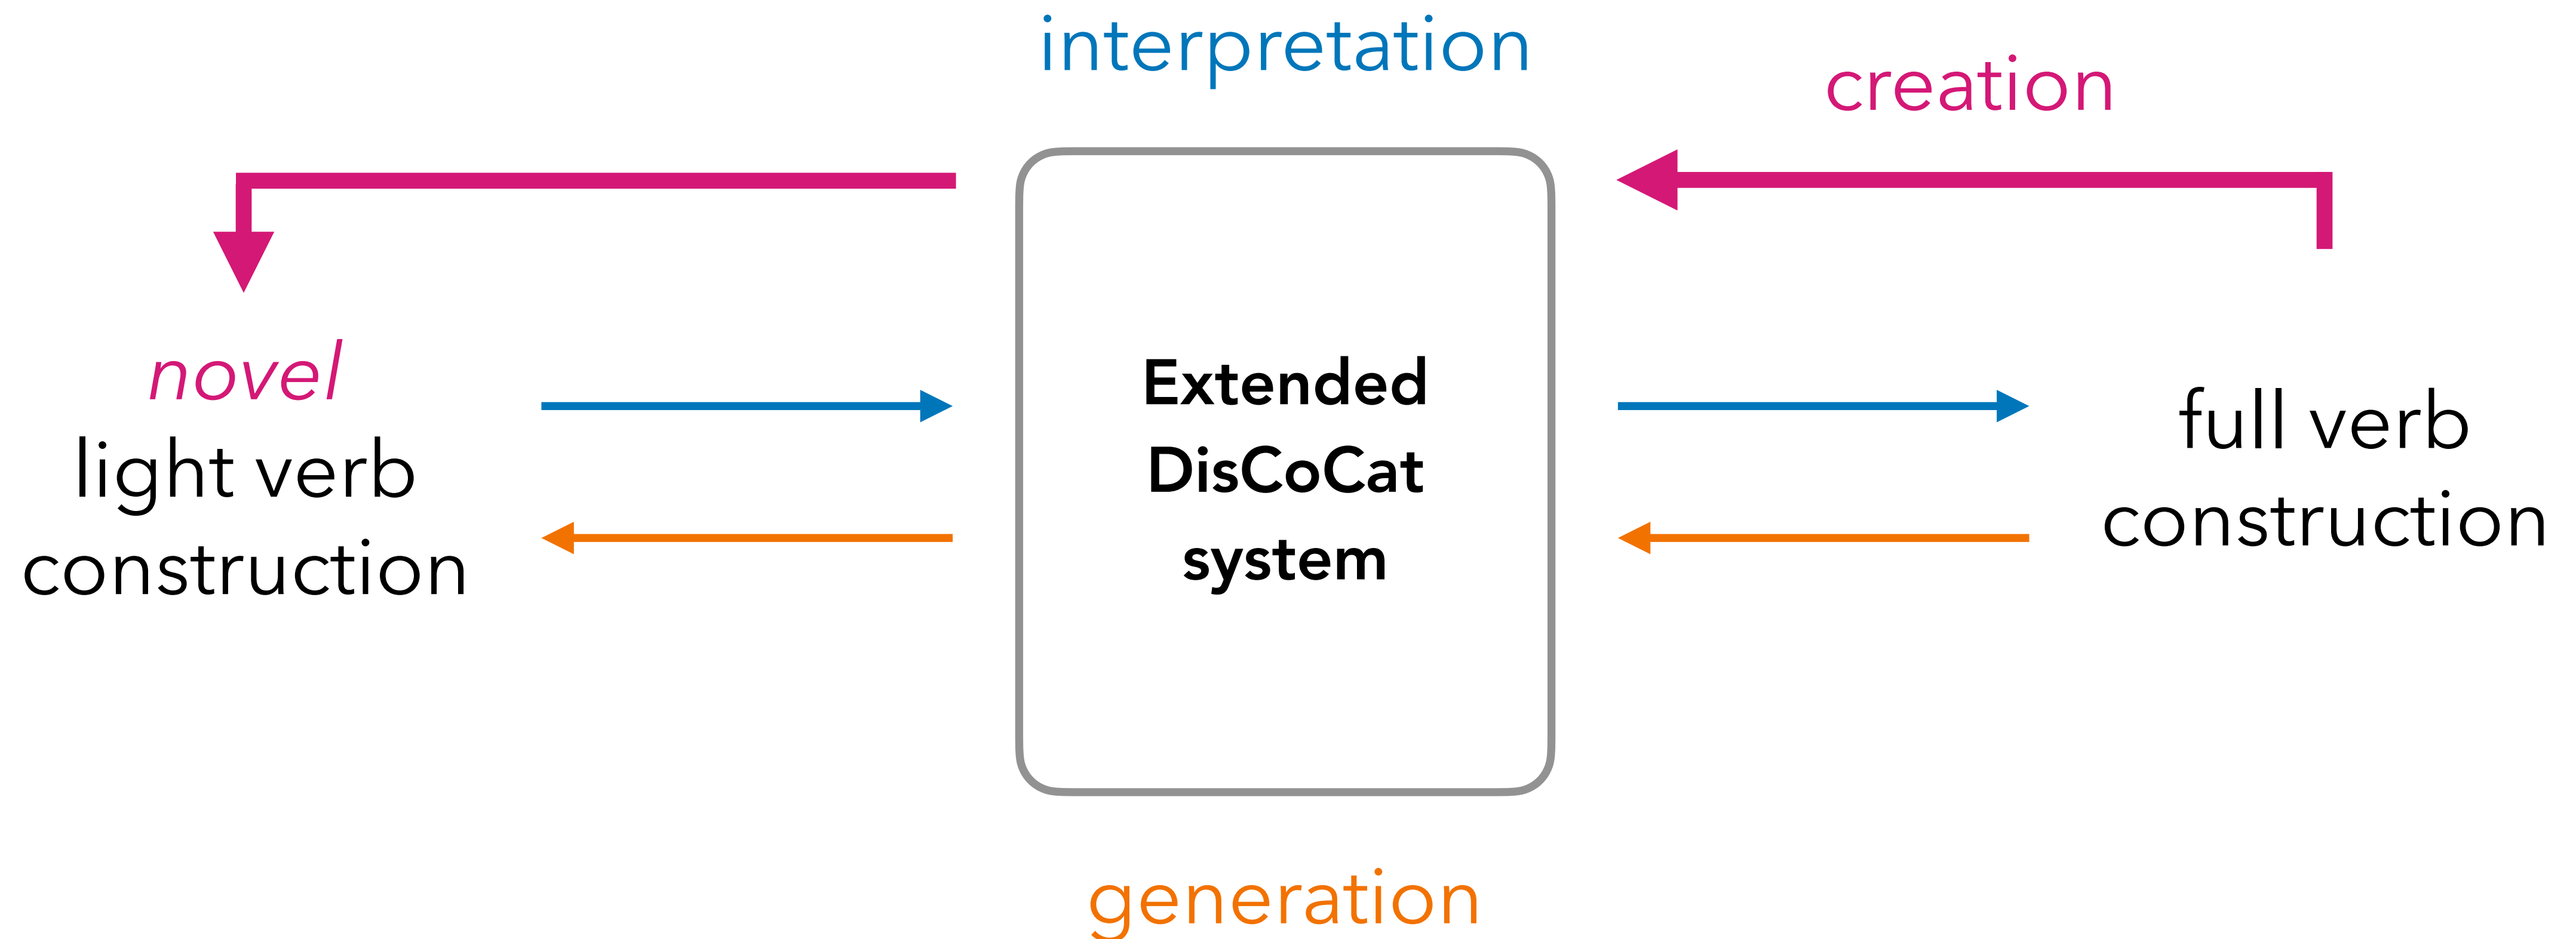 interpretation
creation
novel
light verb
construction
Extended
DisCoCat
system
full verb
construction
generation